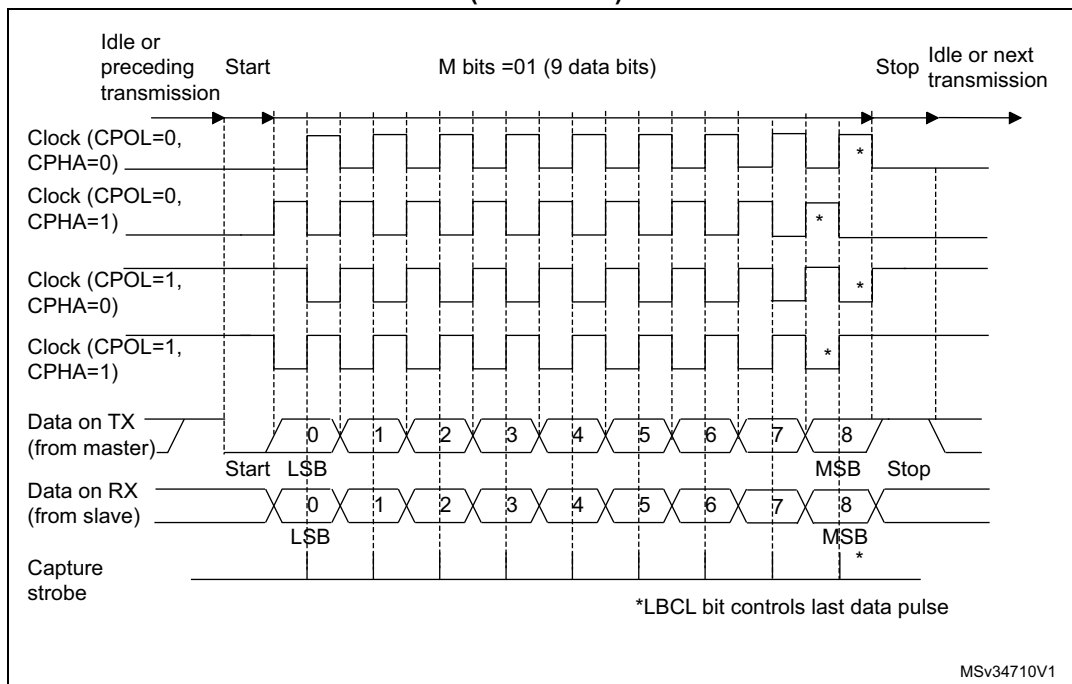 Idle or
preceding
transmission
Start
M bits =01 (9 data bits)
Stop
Idle or next
transmission
Clock (CPOL=0,
CPHA=0)
*
Clock (CPOL=0,
CPHA=1)
*
Clock (CPOL=1,
CPHA=0)
*
Clock (CPOL=1,
CPHA=1)
*
Data on TX
(from master)
0 1 2 3 4 5 6 7 8
Start LSB MSB Stop
Data on RX
(from slave)
0 1 2 3 4 5 6 7 8
LSB MSB
Capture
strobe
*
*LBCL bit controls last data pulse
MSv34710V1